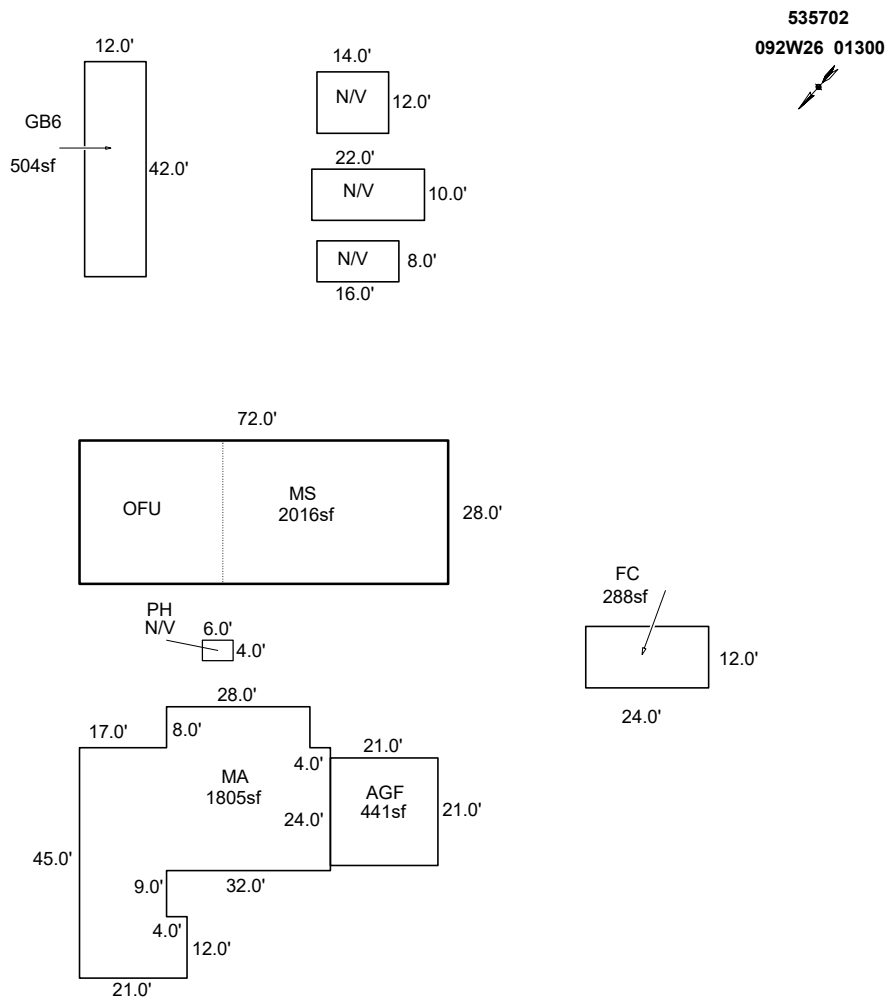 535702
092W26 01300
12.0'
GB6
504sf
42.0'
14.0'
N/V
12.0'
22.0'
N/V
10.0'
N/V
8.0'
16.0'
72.0'
OFU
MS
2016sf
28.0'
FC
288sf
12.0'
24.0'
PH
N/V
6.0'
4.0'
28.0'
17.0'
8.0'
4.0'
21.0'
MA
1805sf
AGF
441sf
24.0'
21.0'
45.0'
9.0'
32.0'
4.0'
12.0'
21.0'